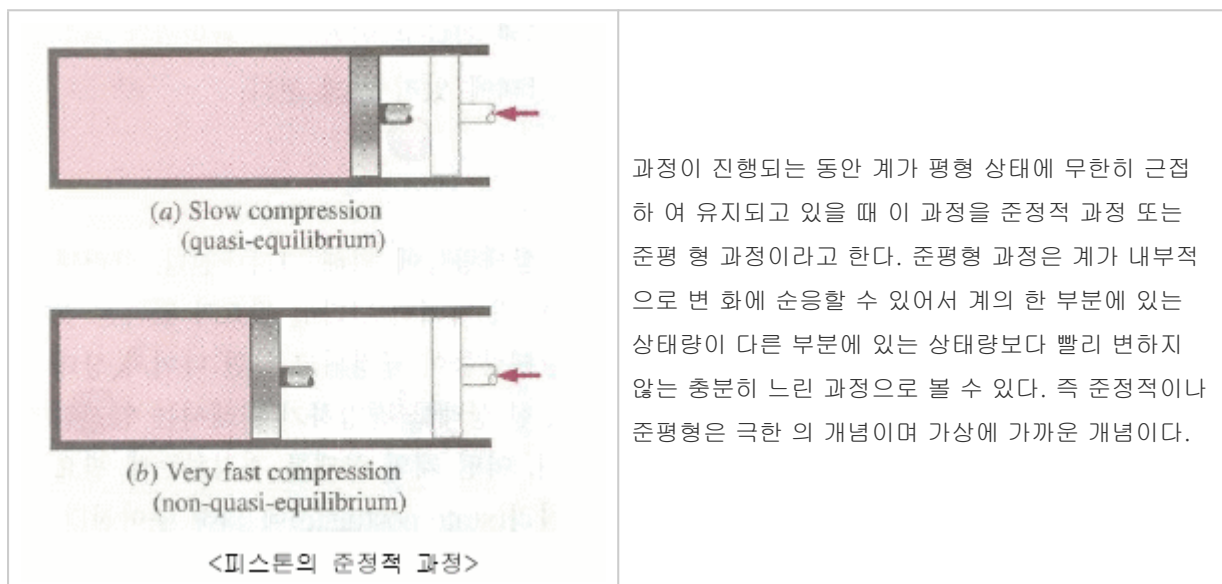 (a) Slow compression
(quasi-equilibrium)
(b) Very fast compression
(non-quasi-equilibrium)
<피스톤의 준정적 과정>
과정이 진행되는 동안 계가 평형 상태에 무한히 근접
하 여 유지되고 있을 때 이 과정을 준정적 과정 또는
준평 형 과정이라고 한다. 준평형 과정은 계가 내부적
으로 변 화에 순응할 수 있어서 계의 한 부분에 있는
상태량이 다른 부분에 있는 상태량보다 빨리 변하지
않는 충분히 느린 과정으로 볼 수 있다. 즉 준정적이나
준평형은 극한 의 개념이며 가상에 가까운 개념이다.